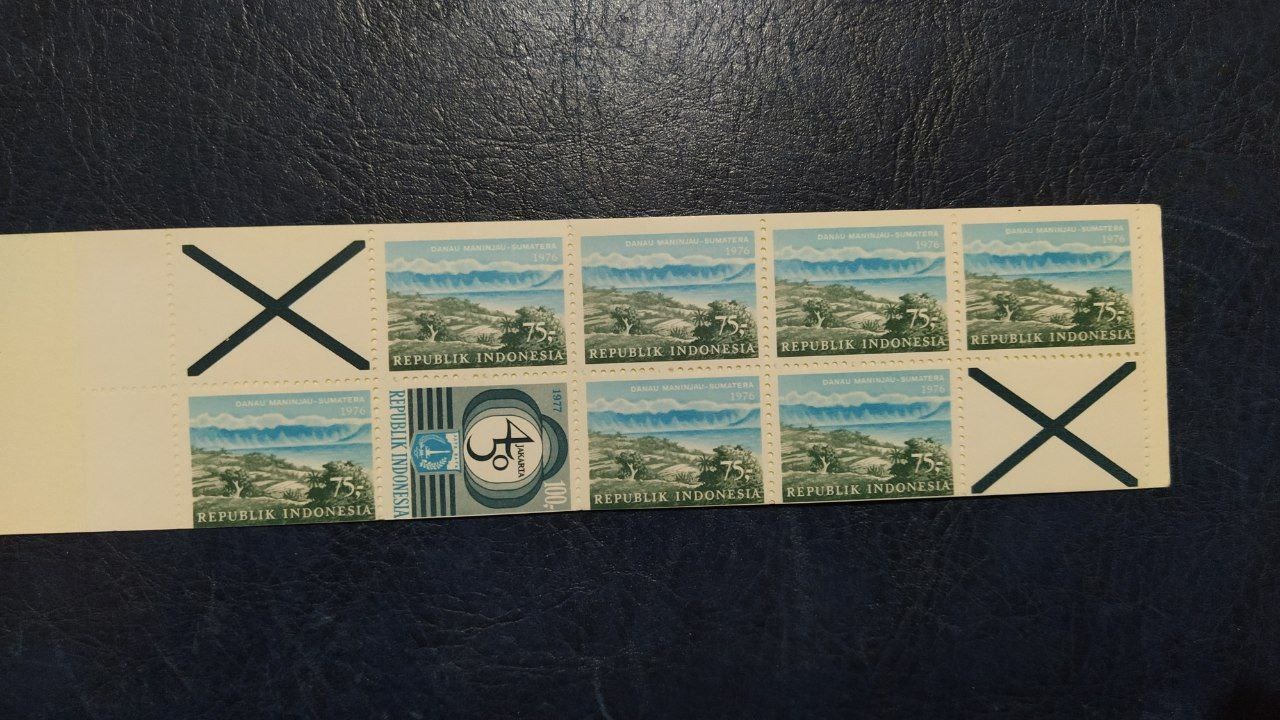 DANAU MANINJAU-SUMATERA
1976
75,-
REPUBLIK INDONESIA
DANAU MANINJAU-SUMATERA
1976
75,-
REPUBLIK INDONESIA
DANAU MANINJAU-SUMATERA
1976
75,-
REPUBLIK INDONESIA
DANAU MANINJAU-SUMATERA
1976
75,-
REPUBLIK INDONESIA
DANAU MANINJAU-SUMATERA
1976
75,-
REPUBLIK INDONESIA
1977
450
JAKARTA
100,-
REPUBLIK INDONESIA
DANAU MANINJAU-SUMATERA
1976
75,-
REPUBLIK INDONESIA
DANAU MANINJAU-SUMATERA
1976
75,-
REPUBLIK INDONESIA